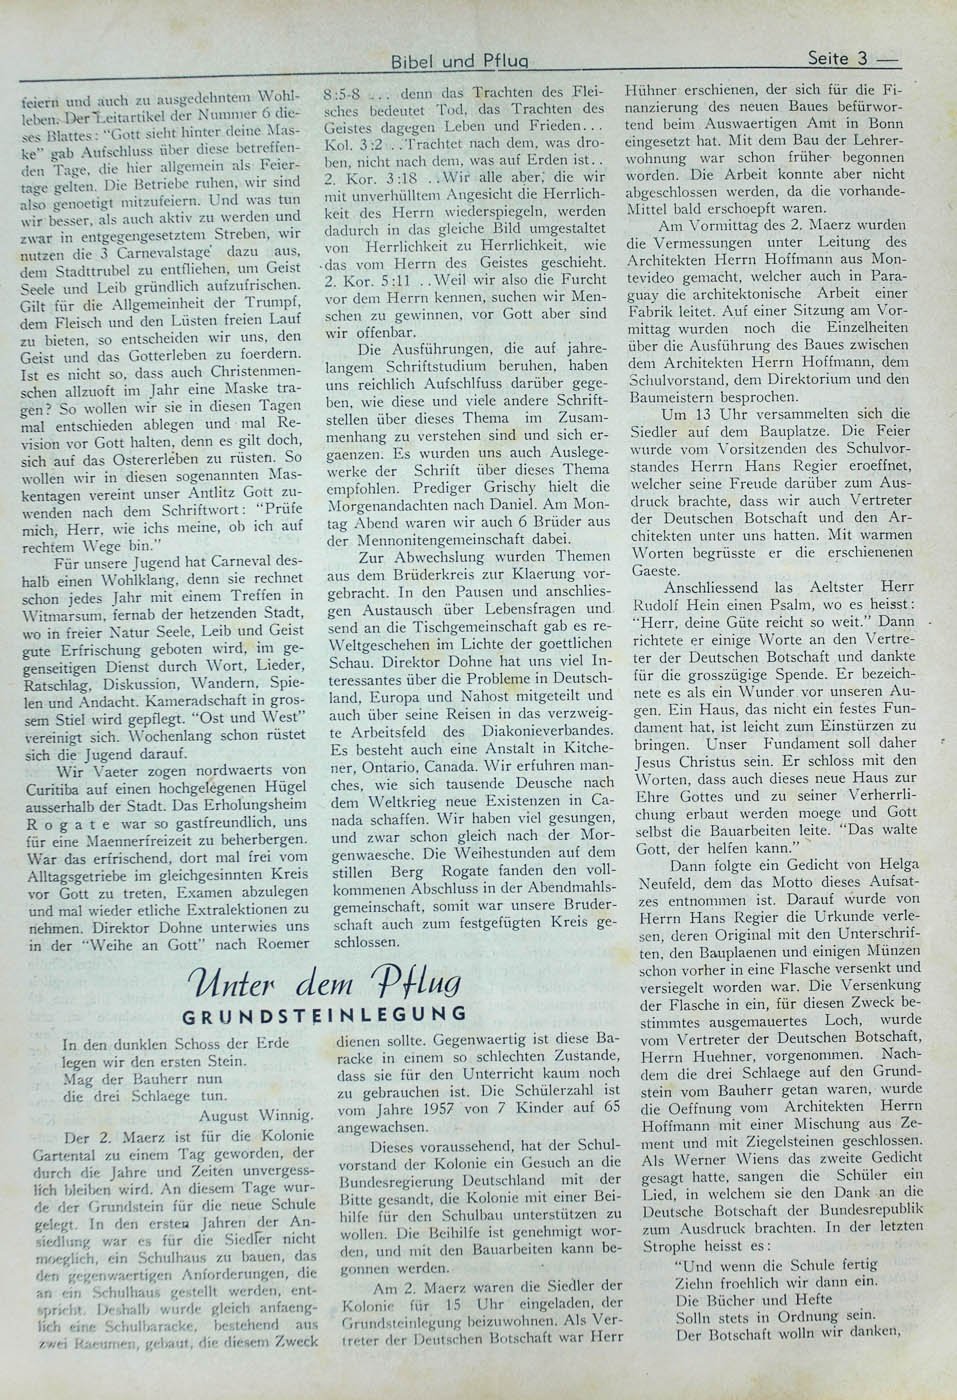 Bibel und Pflug
Seite 3 —
feiern und auch zu ausgedehntem Wohl-
leben. Der Leitartikel der Nummer 6 die-
ses Blattes: "Gott sieht hinter deine Mas-
ke" gab Aufschluss über diese betreffen-
den Tage, die hier allgemein als Feier-
tage gelten. Die Betriebe ruhen, wir sind
also genoetigt mitzufeiern. Und was tun
wir besser, als auch aktiv zu werden und
zwar in entgegengesetztem Streben, wir
nutzen die 3 Carnevalstage dazu aus,
dem Stadttrubel zu entfliehen, um Geist
Seele und Leib gründlich aufzufrischen.
Gilt für die Allgemeinheit der Trumpf,
dem Fleisch und den Lüsten freien Lauf
zu bieten, so entscheiden wir uns, den
Geist und das Gotterleben zu foerdern.
Ist es nicht so, dass auch Christenmen-
schen allzuoft im Jahr eine Maske tra-
gen? So wollen wir sie in diesen Tagen
mal entschieden ablegen und mal Re-
vision vor Gott halten, denn es gilt doch,
sich auf das Ostererleben zu rüsten. So
wollen wir in diesen sogenannten Mas-
kentagen vereint unser Antlitz Gott zu-
wenden nach dem Schriftwort: "Prüfe
mich, Herr, wie ichs meine, ob ich auf
rechtem Wege bin."
Für unsere Jugend hat Carneval des-
halb einen Wohlklang, denn sie rechnet
schon jedes Jahr mit einem Treffen in
Witmarsum, fernab der hetzenden Stadt,
wo in freier Natur Seele, Leib und Geist
gute Erfrischung geboten wird, im ge-
genseitigen Dienst durch Wort, Lieder,
Ratschlag, Diskussion, Wandern, Spie-
len und Andacht. Kameradschaft in gros-
sem Stiel wird gepflegt. "Ost und West"
vereinigt sich. Wochenlang schon rüstet
sich die Jugend darauf.
Wir Vaeter zogen nordwaerts von
Curitiba auf einen hochgelegenen Hügel
ausserhalb der Stadt. Das Erholungsheim
R o g a t e war so gastfreundlich, uns
für eine Maennerfreizeit zu beherbergen.
War das erfrischend, dort mal frei vom
Alltagsgetriebe im gleichgesinnten Kreis
vor Gott zu treten, Examen abzulegen
und mal wieder etliche Extralektionen zu
nehmen. Direktor Dohne unterwies uns
in der "Weihe an Gott" nach Roemer
8:5-8 ... denn das Trachten des Flei-
sches bedeutet Tod, das Trachten des
Geistes dagegen Leben und Frieden...
Kol. 3:2 ..Trachtet nach dem, was dro-
ben, nicht nach dem, was auf Erden ist..
2. Kor. 3:18 ..Wir alle aber, die wir
mit unverhülltem Angesicht die Herrlich-
keit des Herrn wiederspiegeln, werden
dadurch in das gleiche Bild umgestaltet
von Herrlichkeit zu Herrlichkeit, wie
das vom Herrn des Geistes geschieht.
2. Kor. 5:11 ..Weil wir also die Furcht
vor dem Herrn kennen, suchen wir Men-
schen zu gewinnen, vor Gott aber sind
wir offenbar.
Die Ausführungen, die auf jahre-
langem Schriftstudium beruhen, haben
uns reichlich Aufschlfuss darüber gege-
ben, wie diese und viele andere Schrift-
stellen über dieses Thema im Zusam-
menhang zu verstehen sind und sich er-
gaenzen. Es wurden uns auch Auslege-
werke der Schrift über dieses Thema
empfohlen. Prediger Grischy hielt die
Morgenandachten nach Daniel. Am Mon-
tag Abend waren wir auch 6 Brüder aus
der Mennonitengemeinschaft dabei.
Zur Abwechslung wurden Themen
aus dem Brüderkreis zur Klaerung vor-
gebracht. In den Pausen und anschlies-
gen Austausch über Lebensfragen und
send an die Tischgemeinschaft gab es re-
Weltgeschehen im Lichte der goettlichen
Schau. Direktor Dohne hat uns viel In-
teressantes über die Probleme in Deutsch-
land, Europa und Nahost mitgeteilt und
auch über seine Reisen in das verzweig-
te Arbeitsfeld des Diakonieverbandes.
Es besteht auch eine Anstalt in Kitche-
ner, Ontario, Canada. Wir erfuhren man-
ches, wie sich tausende Deusche nach
dem Weltkrieg neue Existenzen in Ca-
nada schaffen. Wir haben viel gesungen,
und zwar schon gleich nach der Mor-
genwaesche. Die Weihestunden auf dem
stillen Berg Rogate fanden den voll-
kommenen Abschluss in der Abendmahls-
gemeinschaft, somit war unsere Bruder-
schaft auch zum festgefügten Kreis ge-
schlossen.
Unter dem Pflug
GRUNDSTEINLEGUNG
In den dunklen Schoss der Erde
legen wir den ersten Stein.
Mag der Bauherr nun
die drei Schlaege tun.
August Winnig.
Der 2. Maerz ist für die Kolonie
Gartental zu einem Tag geworden, der
durch die Jahre und Zeiten unvergess-
lich bleiben wird. An diesem Tage wur-
de der Grundstein für die neue Schule
gelegt. In den ersten Jahren der An-
siedlung war es für die Siedler nicht
moeglich, ein Schulhaus zu bauen, das
den gegenwaertigen Anforderungen, die
an ein Schulhaus gestellt werden, ent-
spricht. Deshalb wurde gleich anfaeng-
lich eine Schulbaracke, bestehend aus
zwei Raeumen, gebaut, die diesem Zweck
dienen sollte. Gegenwaertig ist diese Ba-
racke in einem so schlechten Zustande,
dass sie für den Unterricht kaum noch
zu gebrauchen ist. Die Schülerzahl ist
vom Jahre 1957 von 7 Kinder auf 65
angewachsen.
Dieses voraussehend, hat der Schul-
vorstand der Kolonie ein Gesuch an die
Bundesregierung Deutschland mit der
Bitte gesandt, die Kolonie mit einer Bei-
hilfe für den Schulbau unterstützen zu
wollen. Die Beihilfe ist genehmigt wor-
den, und mit den Bauarbeiten kann be-
gonnen werden.
Am 2. Maerz waren die Siedler der
Kolonie für 15 Uhr eingeladen, der
Grundsteinlegung beizuwohnen. Als Ver-
treter der Deutschen Botschaft war Herr
Hühner erschienen, der sich für die Fi-
nanzierung des neuen Baues befürwor-
tend beim Auswaertigen Amt in Bonn
eingesetzt hat. Mit dem Bau der Lehrer-
wohnung war schon früher begonnen
worden. Die Arbeit konnte aber nicht
abgeschlossen werden, da die vorhande-
Mittel bald erschoepft waren.
Am Vormittag des 2. Maerz wurden
die Vermessungen unter Leitung des
Architekten Herrn Hoffmann aus Mon-
tevideo gemacht, welcher auch in Para-
guay die architektonische Arbeit einer
Fabrik leitet. Auf einer Sitzung am Vor-
mittag wurden noch die Einzelheiten
über die Ausführung des Baues zwischen
dem Architekten Herrn Hoffmann, dem
Schulvorstand, dem Direktorium und den
Baumeistern besprochen.
Um 13 Uhr versammelten sich die
Siedler auf dem Bauplatze. Die Feier
wurde vom Vorsitzenden des Schulvor-
standes Herrn Hans Regier eroeffnet,
welcher seine Freude darüber zum Aus-
druck brachte, dass wir auch Vertreter
der Deutschen Botschaft und den Ar-
chitekten unter uns hatten. Mit warmen
Worten begrüsste er die erschienenen
Gaeste.
Anschliessend las Aeltster Herr
Rudolf Hein einen Psalm, wo es heisst:
"Herr, deine Güte reicht so weit." Dann
richtete er einige Worte an den Vertre-
ter der Deutschen Botschaft und dankte
für die grosszügige Spende. Er bezeich-
nete es als ein Wunder vor unseren Au-
gen. Ein Haus, das nicht ein festes Fun-
dament hat, ist leicht zum Einstürzen zu
bringen. Unser Fundament soll daher
Jesus Christus sein. Er schloss mit den
Worten, dass auch dieses neue Haus zur
Ehre Gottes und zu seiner Verherrli-
chung erbaut werden moege und Gott
selbst die Bauarbeiten leite. "Das walte
Gott, der helfen kann."
Dann folgte ein Gedicht von Helga
Neufeld, dem das Motto dieses Aufsat-
zes entnommen ist. Darauf wurde von
Herrn Hans Regier die Urkunde verle-
sen, deren Original mit den Unterschrif-
ten, den Bauplaenen und einigen Münzen
schon vorher in eine Flasche versenkt und
versiegelt worden war. Die Versenkung
der Flasche in ein, für diesen Zweck be-
stimmtes ausgemauertes Loch, wurde
vom Vertreter der Deutschen Botschaft,
Herrn Huehner, vorgenommen. Nach-
dem die drei Schlaege auf den Grund-
stein vom Bauherr getan waren, wurde
die Oeffnung vom Architekten Herrn
Hoffmann mit einer Mischung aus Ze-
ment und mit Ziegelsteinen geschlossen.
Als Werner Wiens das zweite Gedicht
gesagt hatte, sangen die Schüler ein
Lied, in welchem sie den Dank an die
Deutsche Botschaft der Bundesrepublik
zum Ausdruck brachten. In der letzten
Strophe heisst es:
"Und wenn die Schule fertig
Ziehn froehlich wir dann ein.
Die Bücher und Hefte
Solln stets in Ordnung sein.
Der Botschaft wolln wir danken,